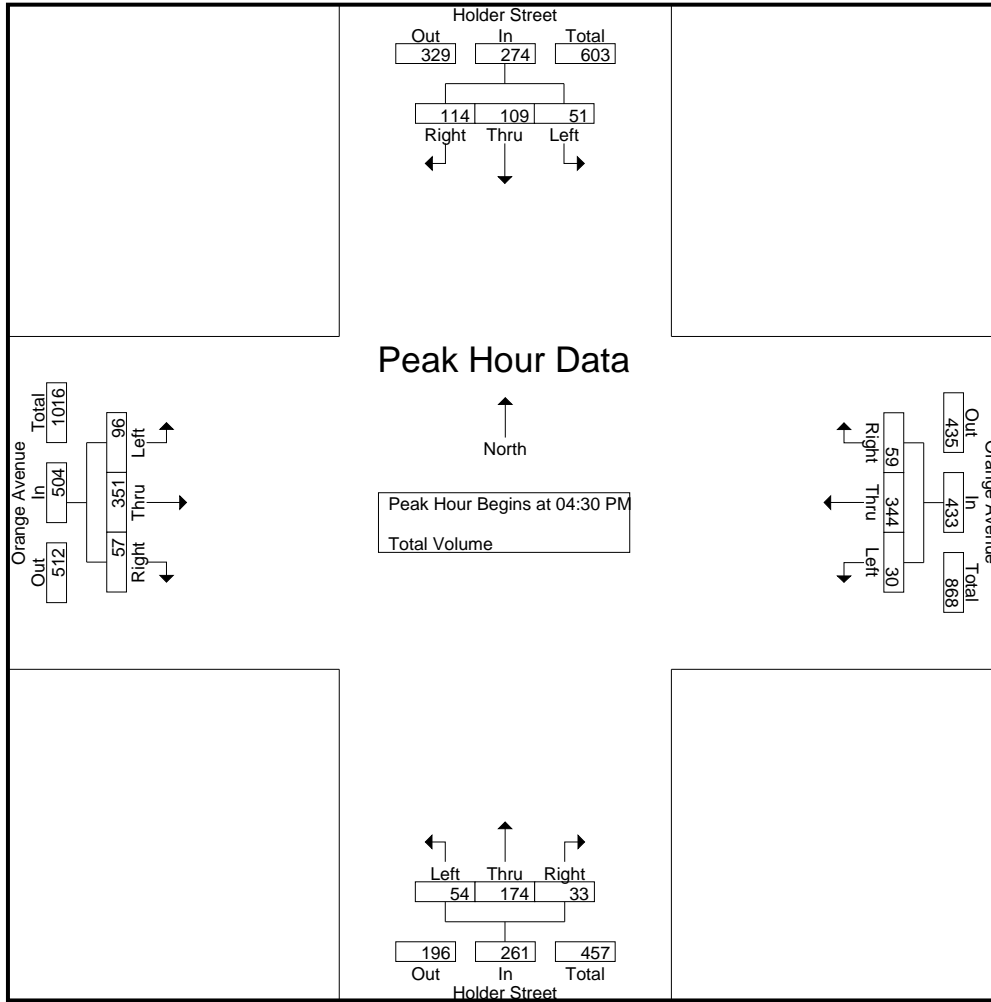 Holder Street
Out In Total
329 274 603
114 109 51
Right Thru Left
Peak Hour Data
North
Peak Hour Begins at 04:30 PM
Total Volume
Orange Avenue
Total In Out
1016 504 512
96 351 57
Left Thru Right
Orange Avenue
Out In Total
435 433 868
59 344 30
Right Thru Left
Left Thru Right
54 174 33
196 261 457
Out In Total
Holder Street